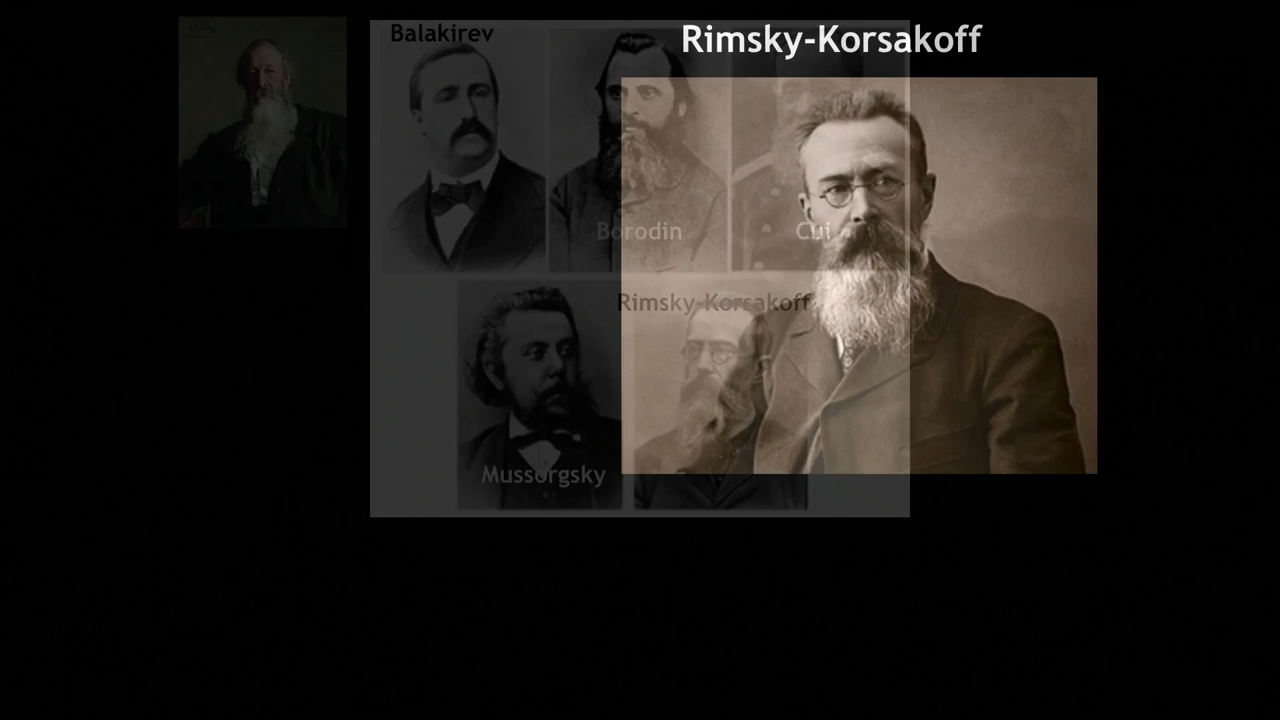 Balakirev
Rimsky-Korsakoff
Borodin
Cui
Rimsky-Korsakoff
Mussorgsky